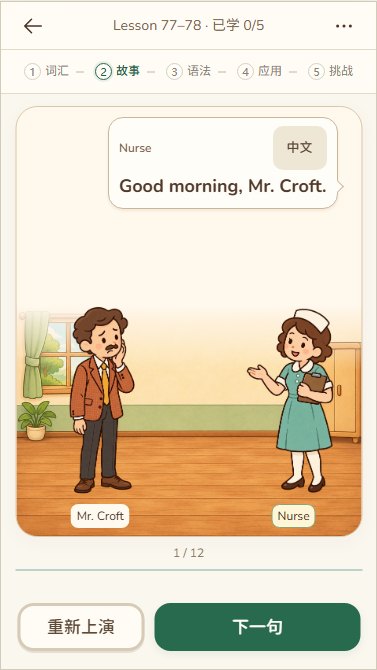 Lesson 77–78 · 已学 0/5
1 词汇 2 故事 3 语法 4 应用 5 挑战
Nurse 中文
Good morning, Mr. Croft.
Mr. Croft Nurse
1 / 12
重新上演 下一句